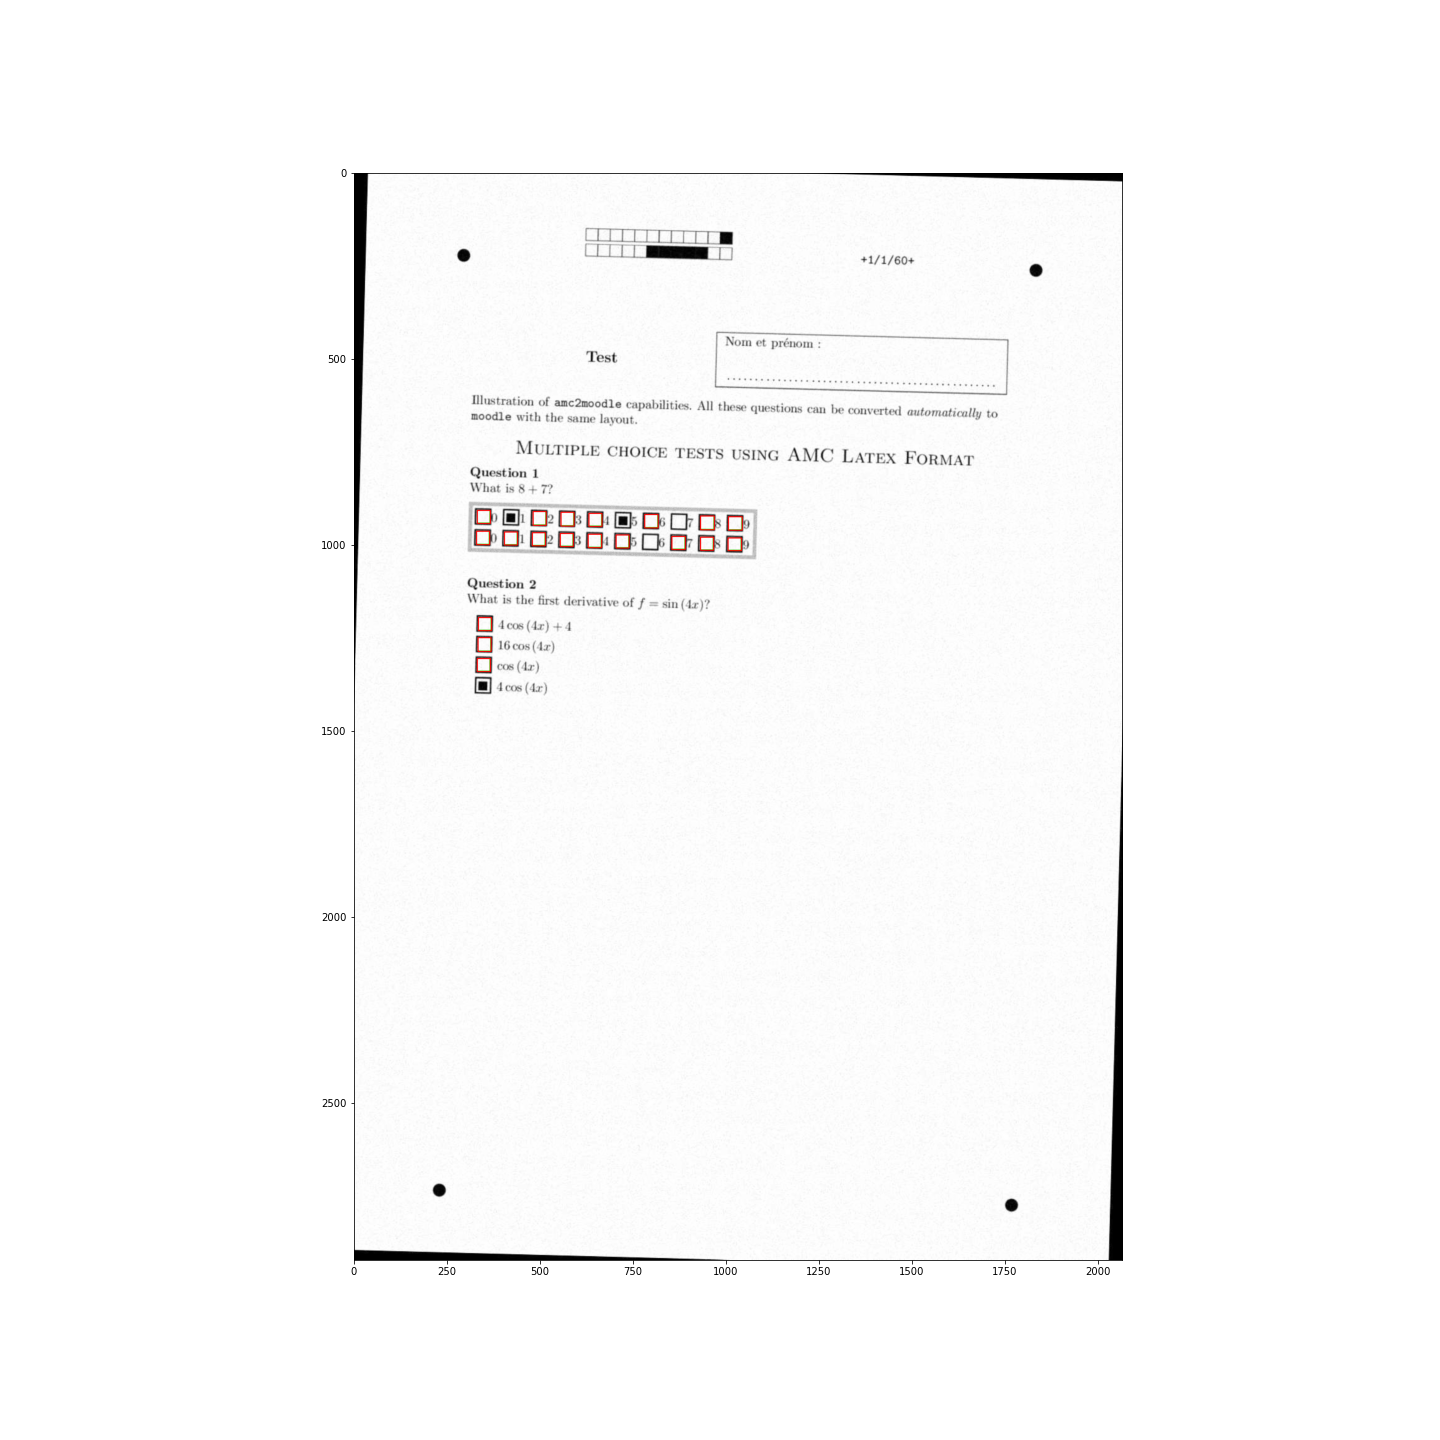 +1/1/60+
Test
Nom et prénom :
Illustration of amc2moodle capabilities. All these questions can be converted automatically to
moodle with the same layout.
MULTIPLE CHOICE TESTS USING AMC LATEX FORMAT
Question 1
What is 8 + 7?
0 1 2 3 4 5 6 7 8 9
0 1 2 3 4 5 6 7 8 9
Question 2
What is the first derivative of f = sin (4x)?
4 cos (4x) + 4
16 cos (4x)
cos (4x)
4 cos (4x)
0
500
1000
1500
2000
2500
0 250 500 750 1000 1250 1500 1750 2000